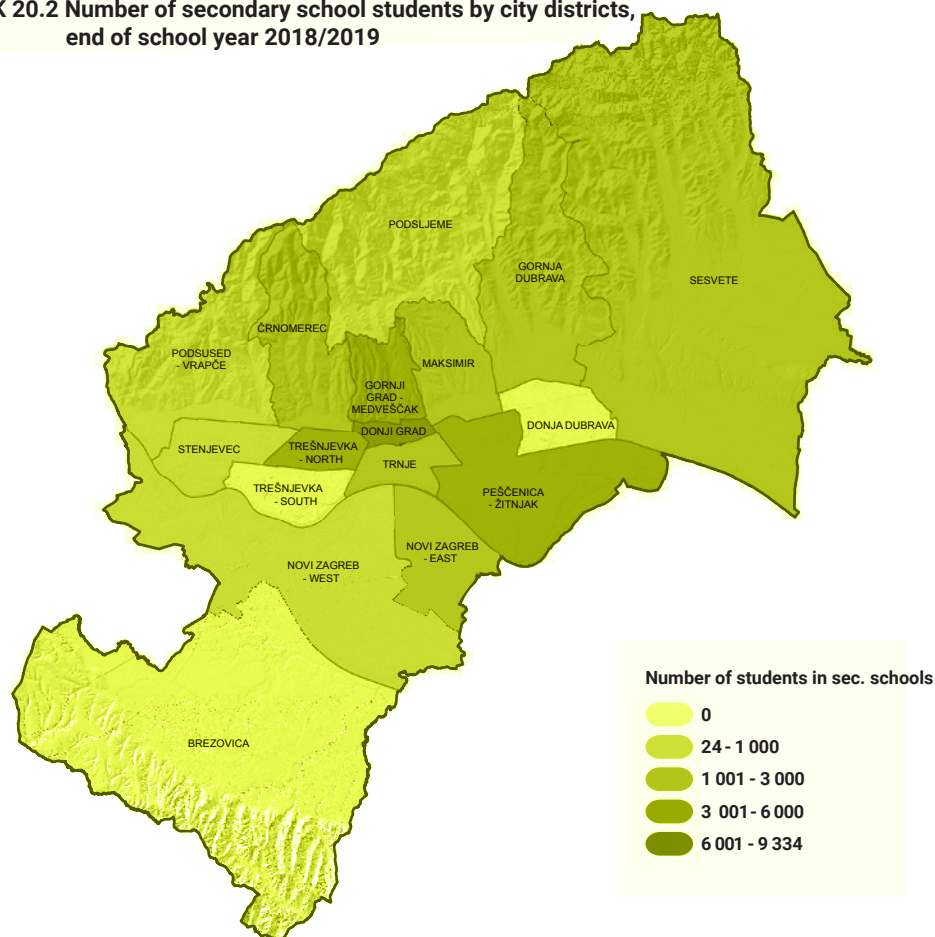 K 20.2 Number of secondary school students by city districts,
end of school year 2018/2019
PODSLJEME
GORNJA
DUBRAVA
SESVETE
ČRNOMEREC
PODSUSED
- VRAPČE
MAKSIMIR
GORNJI
GRAD -
MEDVEŠČAK
DONJA DUBRAVA
DONJI GRAD
STENJEVEC
TREŠNJEVKA
- NORTH
TRNJE
TREŠNJEVKA
- SOUTH
PEŠČENICA
- ŽITNJAK
NOVI ZAGREB
- EAST
NOVI ZAGREB
- WEST
BREZOVICA
Number of students in sec. schools
0
24 - 1 000
1 001 - 3 000
3 001 - 6 000
6 001 - 9 334